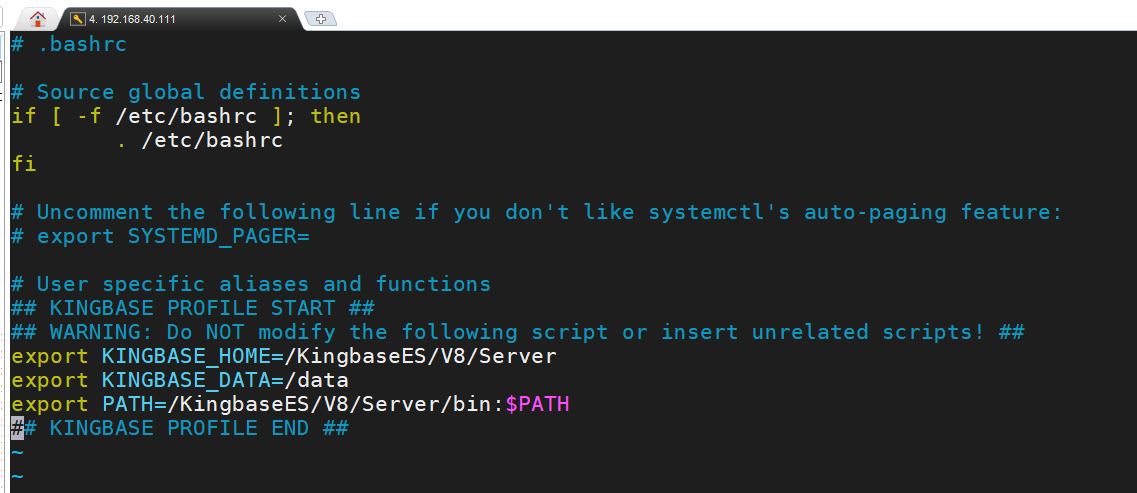 4. 192.168.40.111
# .bashrc
# Source global definitions
if [ -f /etc/bashrc ]; then
        . /etc/bashrc
fi
# Uncomment the following line if you don't like systemctl's auto-paging feature:
# export SYSTEMD_PAGER=
# User specific aliases and functions
## KINGBASE PROFILE START ##
## WARNING: Do NOT modify the following script or insert unrelated scripts! ##
export KINGBASE_HOME=/KingbaseES/V8/Server
export KINGBASE_DATA=/data
export PATH=/KingbaseES/V8/Server/bin:$PATH
## KINGBASE PROFILE END ##
~
~